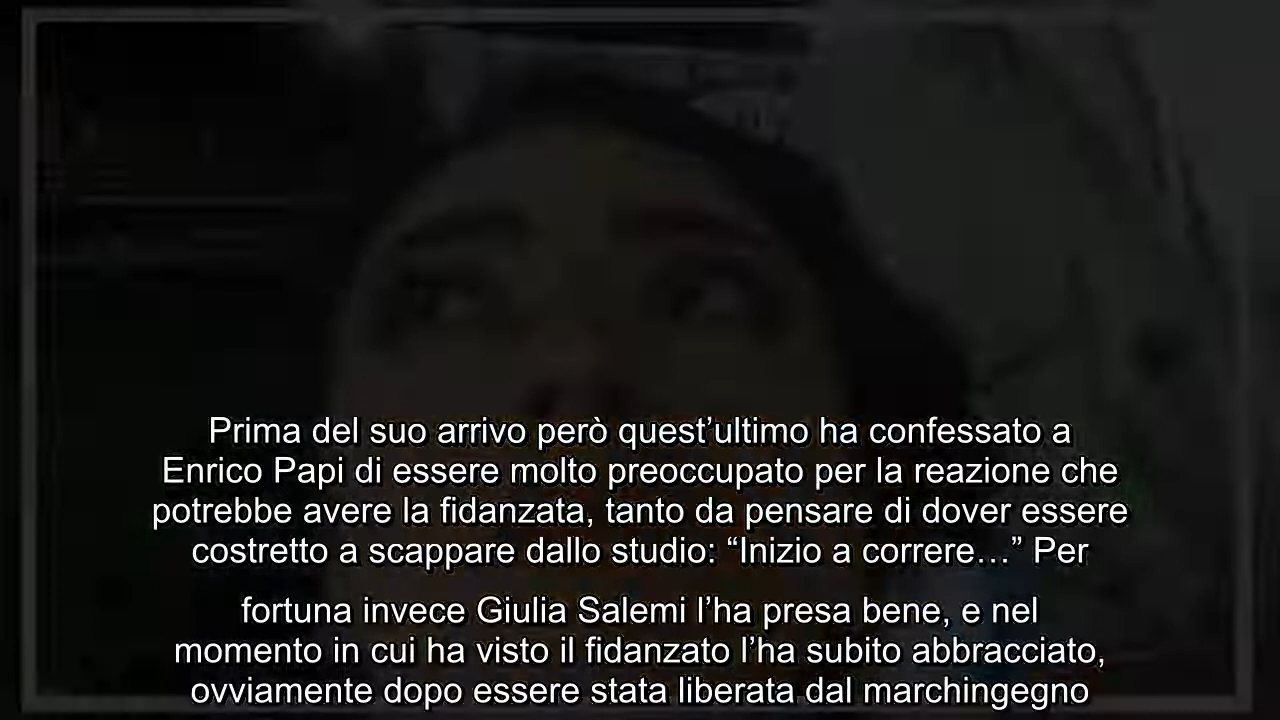 Prima del suo arrivo però quest’ultimo ha confessato a
Enrico Papi di essere molto preoccupato per la reazione che
potrebbe avere la fidanzata, tanto da pensare di dover essere
costretto a scappare dallo studio: “Inizio a correre…” Per
fortuna invece Giulia Salemi l’ha presa bene, e nel
momento in cui ha visto il fidanzato l’ha subito abbracciato,
ovviamente dopo essere stata liberata dal marchingegno